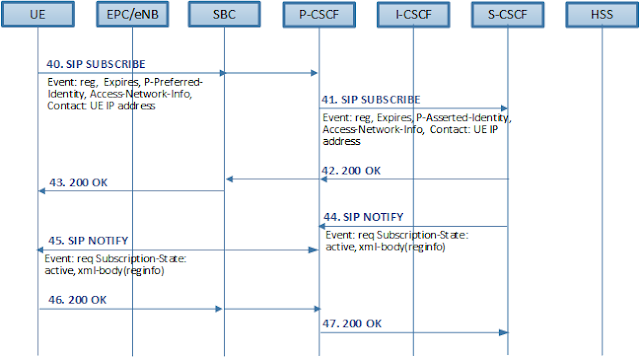 UE EPC/eNB SBC P-CSCF I-CSCF S-CSCF HSS
40. SIP SUBSCRIBE
Event: reg, Expires, P-Preferred-
Identity, Access-Network-Info,
Contact: UE IP address
41. SIP SUBSCRIBE
Event: reg, Expires, P-Asserted-Identity,
Access-Network-Info, Contact: UE IP
address
42. 200 OK
43. 200 OK
44. SIP NOTIFY
Event: req Subscription-State:
active, xml-body(reginfo)
45. SIP NOTIFY
Event: req Subscription-State:
active, xml-body(reginfo)
46. 200 OK
47. 200 OK